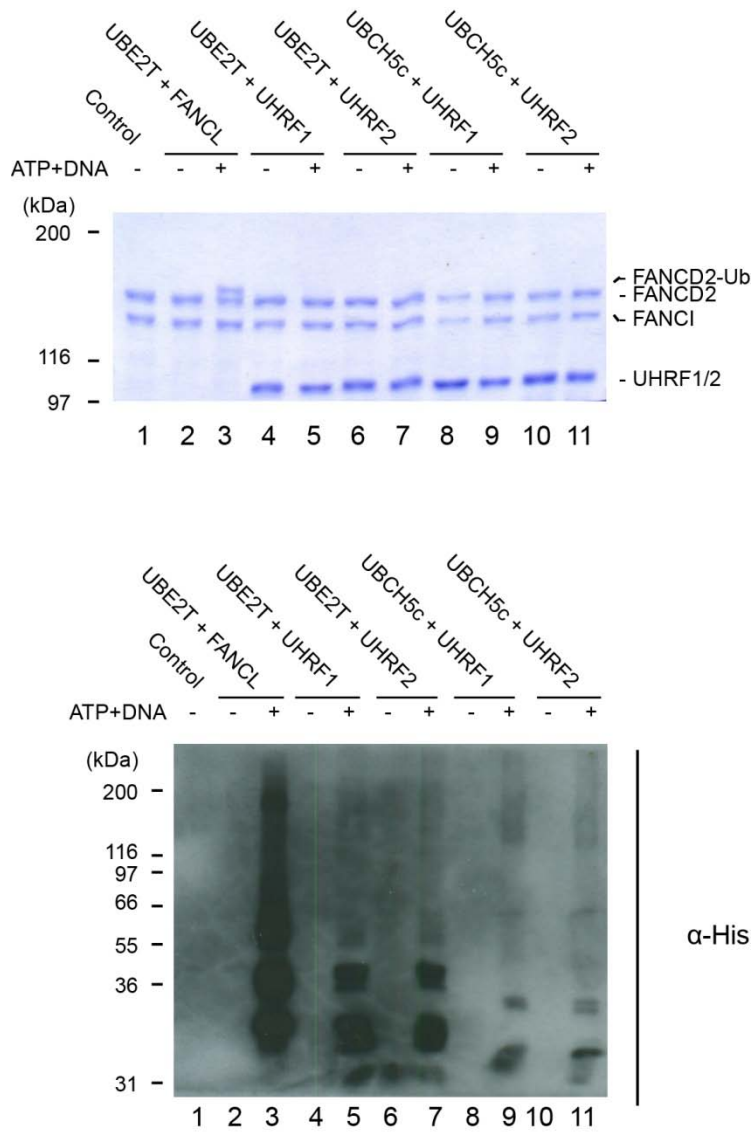 Control
UBE2T + FANCL
UBE2T + UHRF1
UBE2T + UHRF2
UBCH5c + UHRF1
UBCH5c + UHRF2
ATP+DNA - - + - + - + - + - +
(kDa)
200
FANCD2-Ub
- FANCD2
FANCI
116
- UHRF1/2
97
1 2 3 4 5 6 7 8 9 10 11
Control
UBE2T + FANCL
UBE2T + UHRF1
UBE2T + UHRF2
UBCH5c + UHRF1
UBCH5c + UHRF2
ATP+DNA - - + - + - + - + - +
(kDa)
200
116
97
66
55
α-His
36
31
1 2 3 4 5 6 7 8 9 10 11